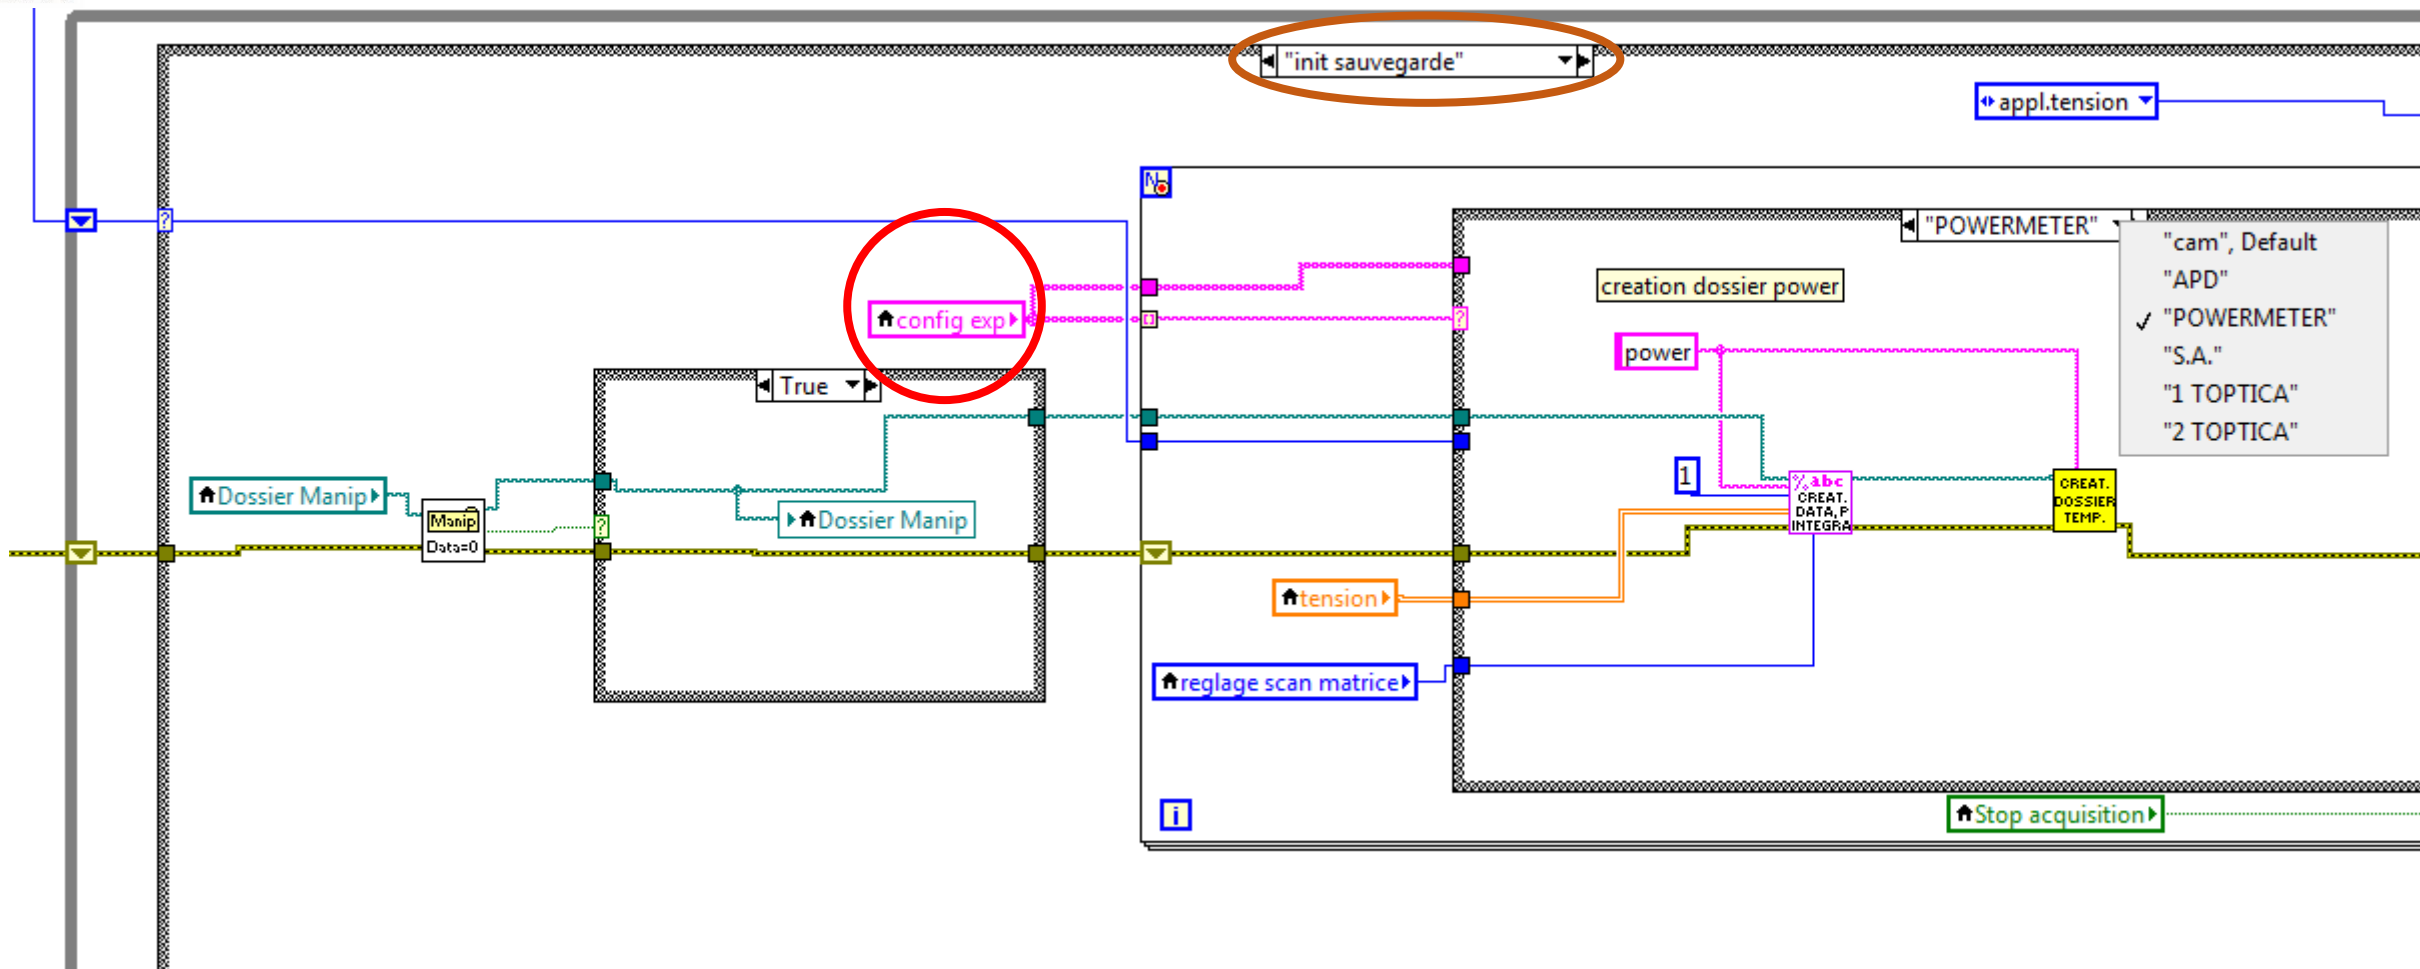 "init sauvegarde"
appl.tension
N
"POWERMETER"
"cam", Default
"APD"
"POWERMETER"
"S.A."
"1 TOPTICA"
"2 TOPTICA"
creation dossier power
config exp
power
True
Dossier Manip
Manip
Data=0
Dossier Manip
1
abc
CREAT.
DATA,P
INTEGRA
CREAT.
DOSSIER
TEMP.
tension
reglage scan matrice
i
Stop acquisition